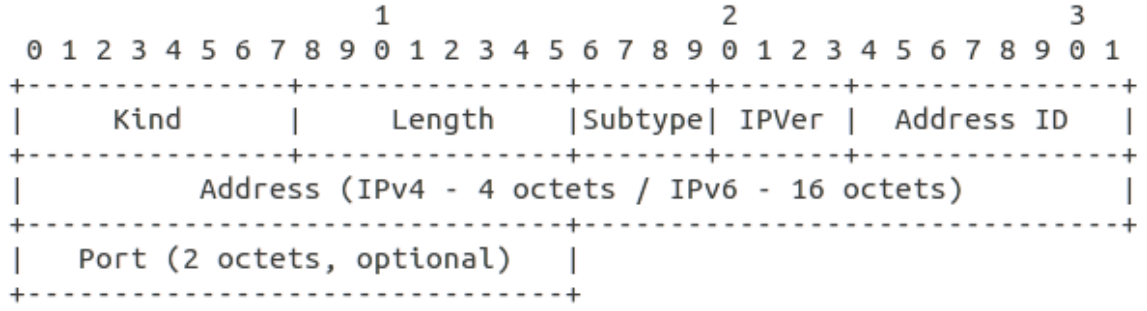 1                   2                   3
 0 1 2 3 4 5 6 7 8 9 0 1 2 3 4 5 6 7 8 9 0 1 2 3 4 5 6 7 8 9 0 1
+---------------+---------------+-------+-------+---------------+
|     Kind      |     Length    |Subtype| IPVer |  Address ID   |
+---------------+---------------+-------+-------+---------------+
|          Address (IPv4 - 4 octets / IPv6 - 16 octets)         |
+-------------------------------+-------------------------------+
|   Port (2 octets, optional)   |
+-------------------------------+